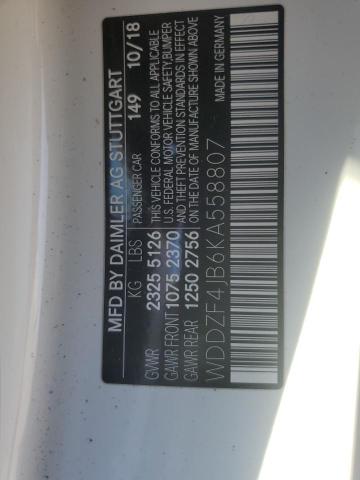 MFD BY DAIMLER AG STUTTGART
KG LBS PASSENGER CAR 149 10/18
GVWR 2325 5126
GAWR FRONT 1075 2370
GAWR REAR 1250 2756
THIS VEHICLE CONFORMS TO ALL APPLICABLE
U.S. FEDERAL MOTOR VEHICLE SAFETY,BUMPER
AND THEFT PREVENTION STANDARDS IN EFFECT
ON THE DATE OF MANUFACTURE SHOWN ABOVE
WDDZF4JB6KA558807 MADE IN GERMANY